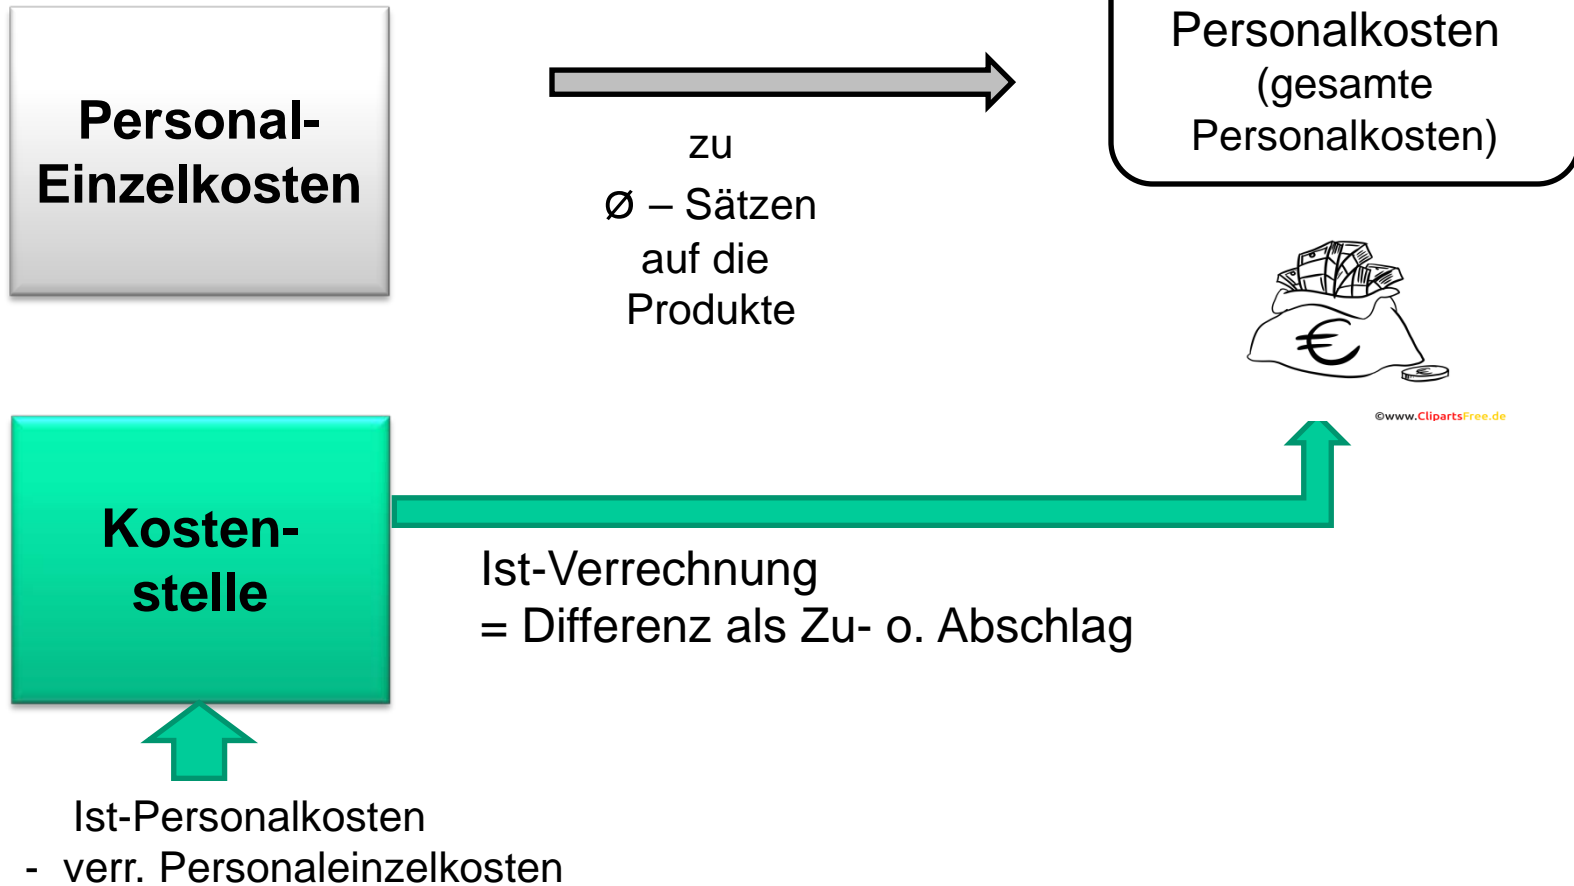 Personal-
Einzelkosten
zu
Ø – Sätzen
auf die
Produkte
Personalkosten
(gesamte
Personalkosten)
€
€
©www.ClipartsFree.de
Kosten-
stelle
Ist-Verrechnung
= Differenz als Zu- o. Abschlag
Ist-Personalkosten
- verr. Personaleinzelkosten